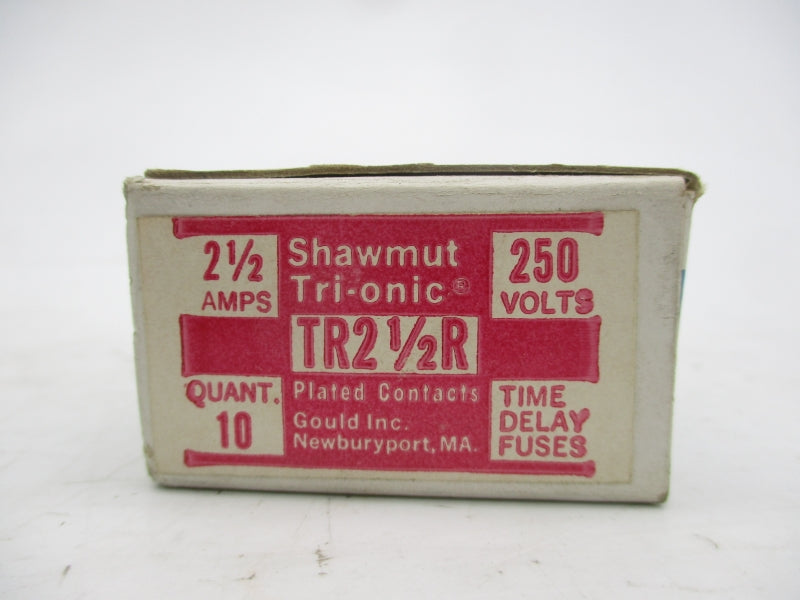 2½ AMPS
Shawmut
Tri-onic®
250 VOLTS
TR2½R
QUANT. 10
Plated Contacts
Gould Inc.
Newburyport, MA.
TIME
DELAY
FUSES